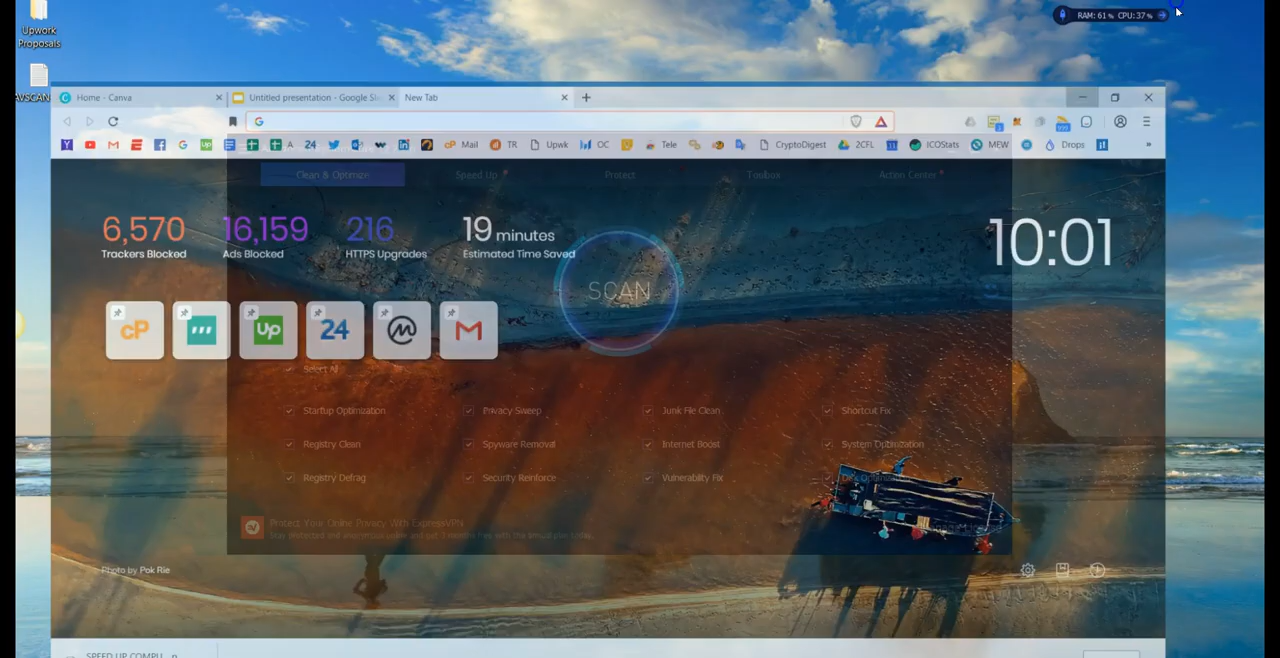 Upwork
Proposals
AVSCAN
RAM: 61% CPU: 37%
Home - Canva
Untitled presentation - Google Sl
New Tab
A 24 Mail TR Upwk OC Tele CryptoDigest 2CFL ICOStats MEW Drops
Clean & Optimize Speed Up Protect Toolbox Action Center
6,570 16,159 216 19 minutes
Trackers Blocked Ads Blocked HTTPS Upgrades Estimated Time Saved
10:01
SCAN
cP Up 24
Select All
Startup Optimization Privacy Sweep Junk File Clean Shortcut Fix
Registry Clean Spyware Removal Internet Boost System Optimization
Registry Defrag Security Reinforce Vulnerability Fix
Protect Your Online Privacy With ExpressVPN
Photo by Pok Rie
SPEED UP COMPU